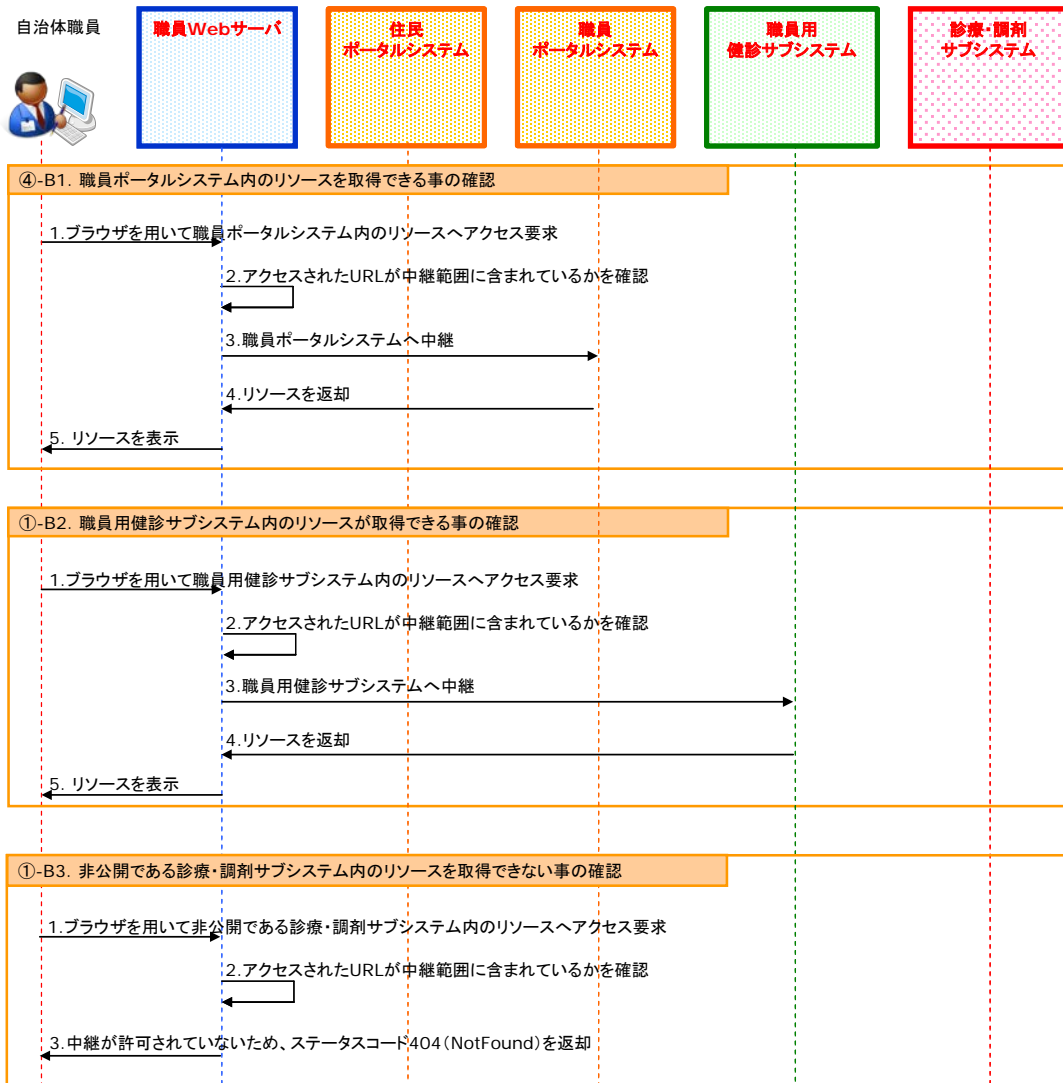 自治体職員
職員Webサーバ
住民
ポータルシステム
職員
ポータルシステム
職員用
健診サブシステム
診療・調剤
サブシステム
④-B1. 職員ポータルシステム内のリソースを取得できる事の確認
1.ブラウザを用いて職員ポータルシステム内のリソースへアクセス要求
2.アクセスされたURLが中継範囲に含まれているかを確認
3.職員ポータルシステムへ中継
4.リソースを返却
5. リソースを表示
①-B2. 職員用健診サブシステム内のリソースが取得できる事の確認
1.ブラウザを用いて職員用健診サブシステム内のリソースへアクセス要求
2.アクセスされたURLが中継範囲に含まれているかを確認
3.職員用健診サブシステムへ中継
4.リソースを返却
5. リソースを表示
①-B3. 非公開である診療・調剤サブシステム内のリソースを取得できない事の確認
1.ブラウザを用いて非公開である診療・調剤サブシステム内のリソースへアクセス要求
2.アクセスされたURLが中継範囲に含まれているかを確認
3.中継が許可されていないため、ステータスコード404(NotFound)を返却